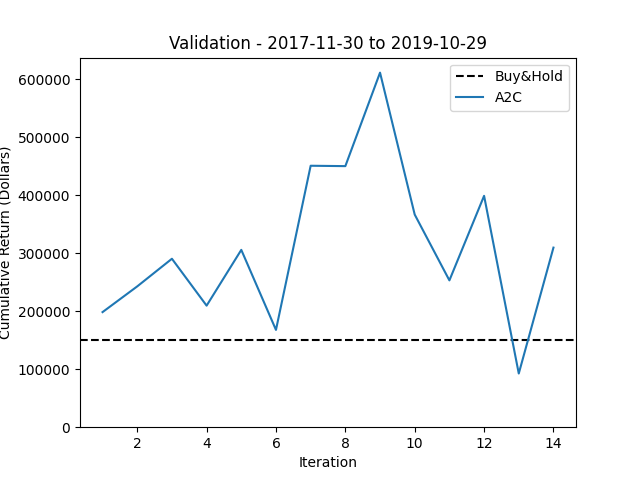 Validation - 2017-11-30 to 2019-10-29
Buy&Hold
A2C
Cumulative Return (Dollars)
600000
500000
400000
300000
200000
100000
0
2 4 6 8 10 12 14
Iteration